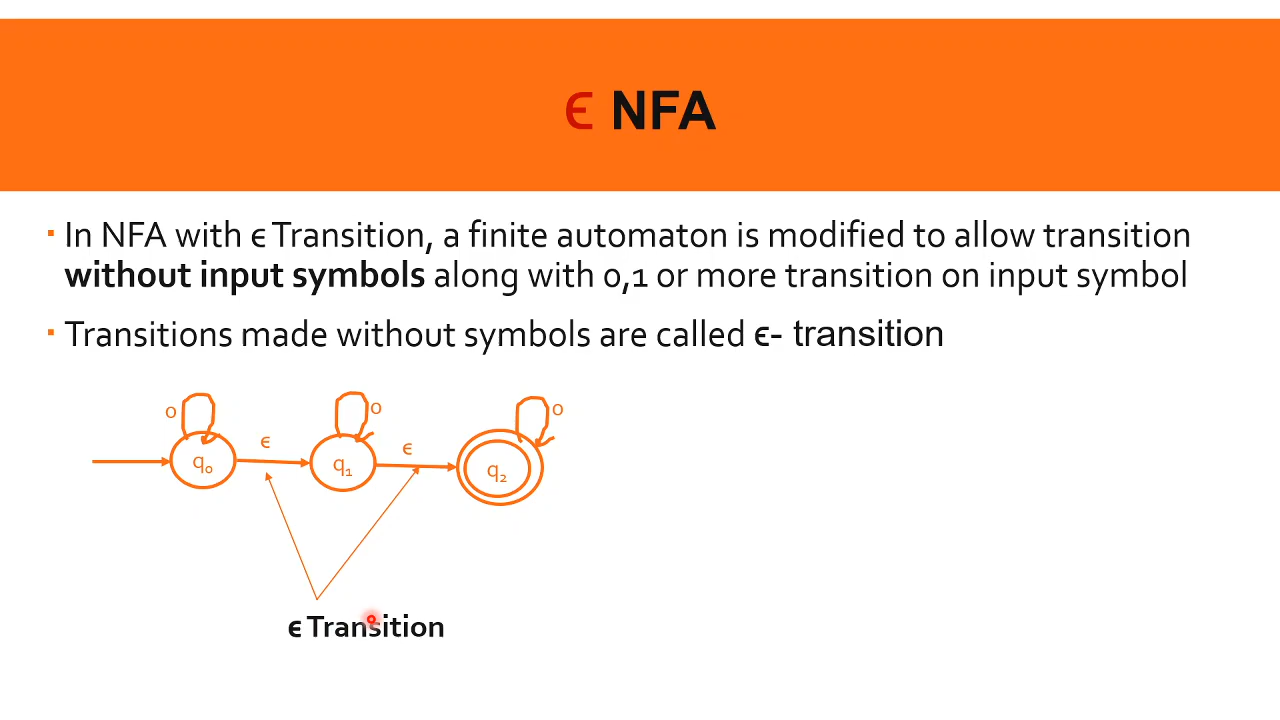 ϵ NFA
▪ In NFA with ϵ Transition, a finite automaton is modified to allow transition
without input symbols along with 0,1 or more transition on input symbol
▪ Transitions made without symbols are called ϵ- transition
0 0 0
ϵ ϵ
q₀ q₁ q₂
ϵ Transition